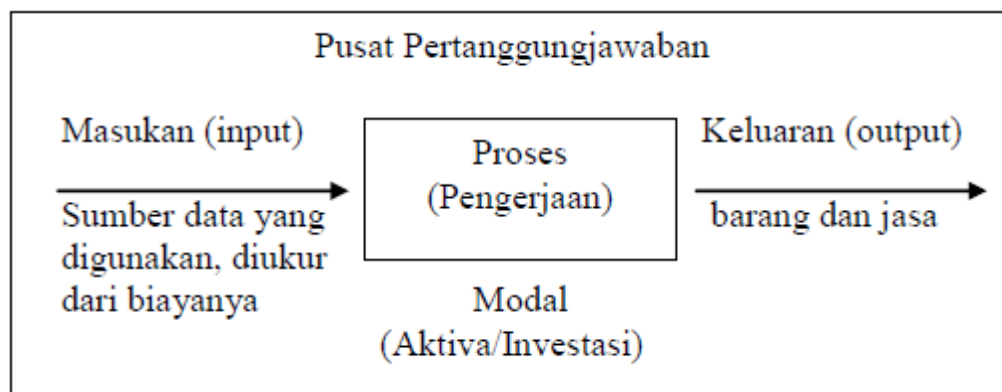 Pusat Pertanggungjawaban
Masukan (input)
Sumber data yang
digunakan, diukur
dari biayanya
Proses
(Pengerjaan)
Modal
(Aktiva/Investasi)
Keluaran (output)
barang dan jasa